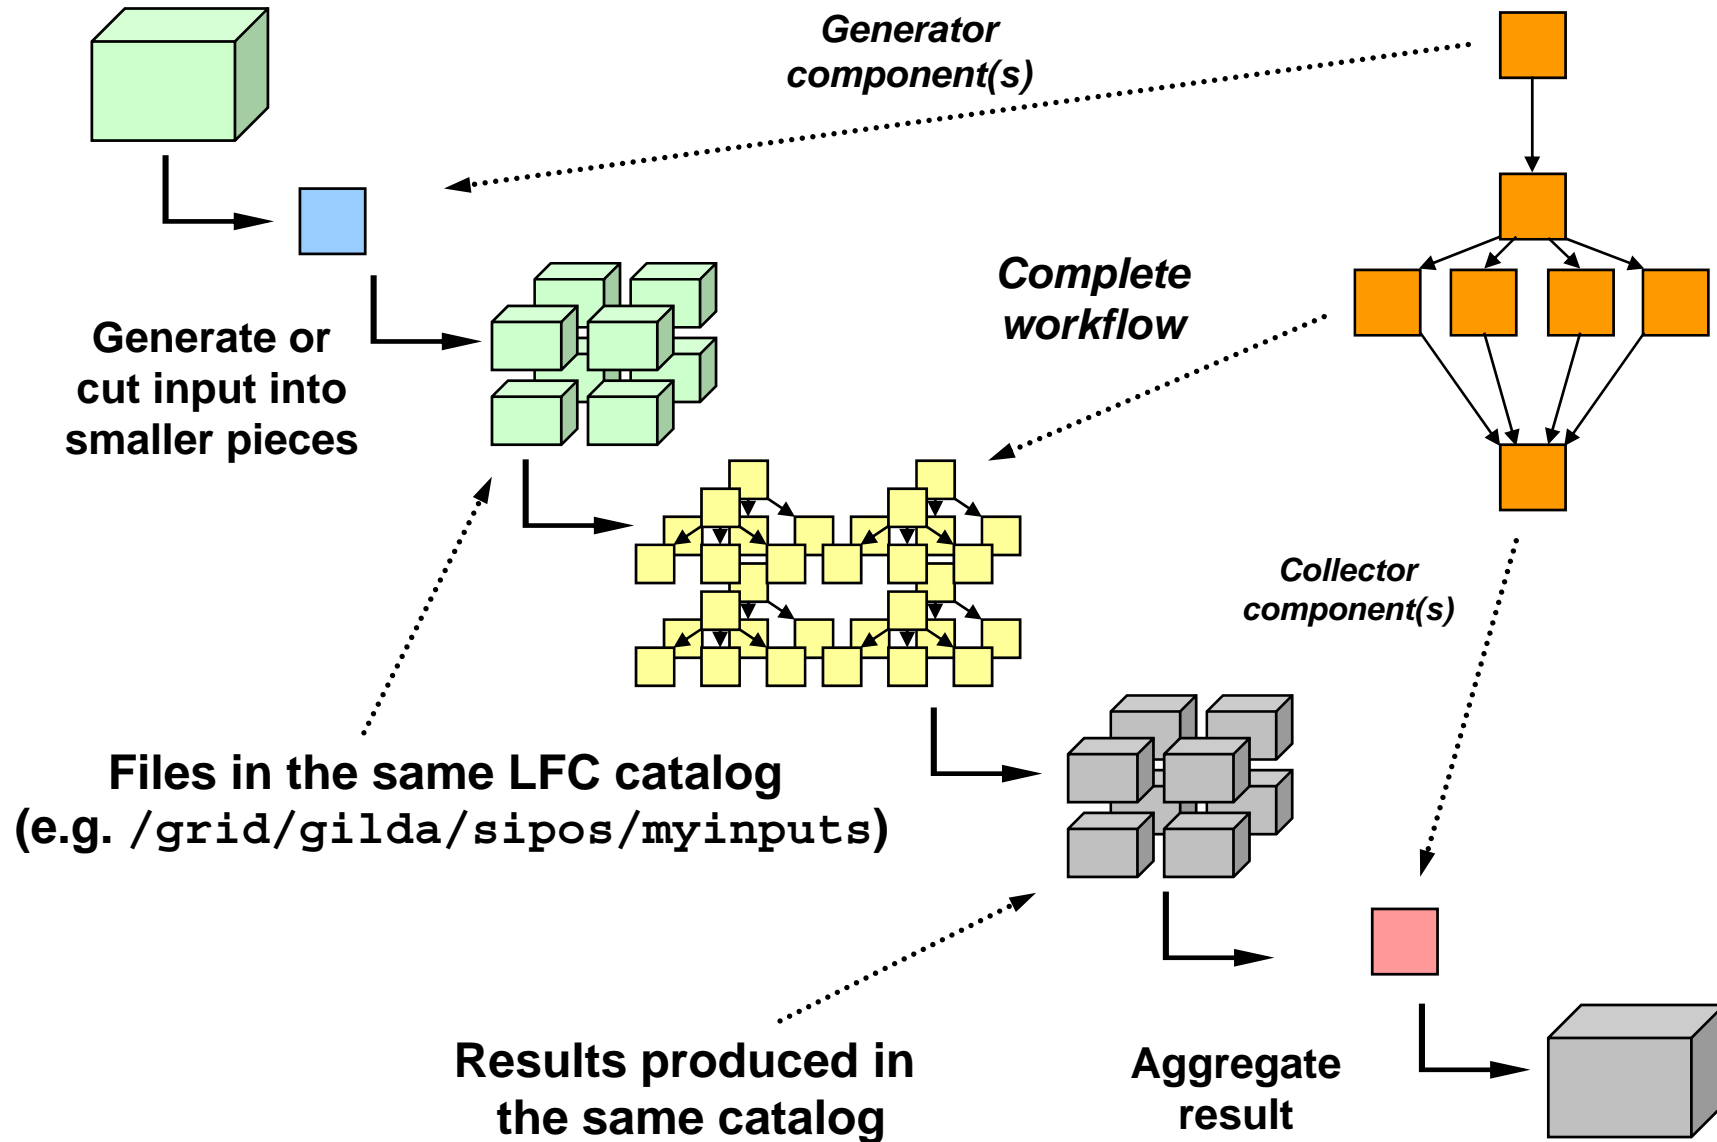 Generator
component(s)
Complete
workflow
Generate or
cut input into
smaller pieces
Collector
component(s)
Files in the same LFC catalog
(e.g. /grid/gilda/sipos/myinputs)
Results produced in
the same catalog
Aggregate
result